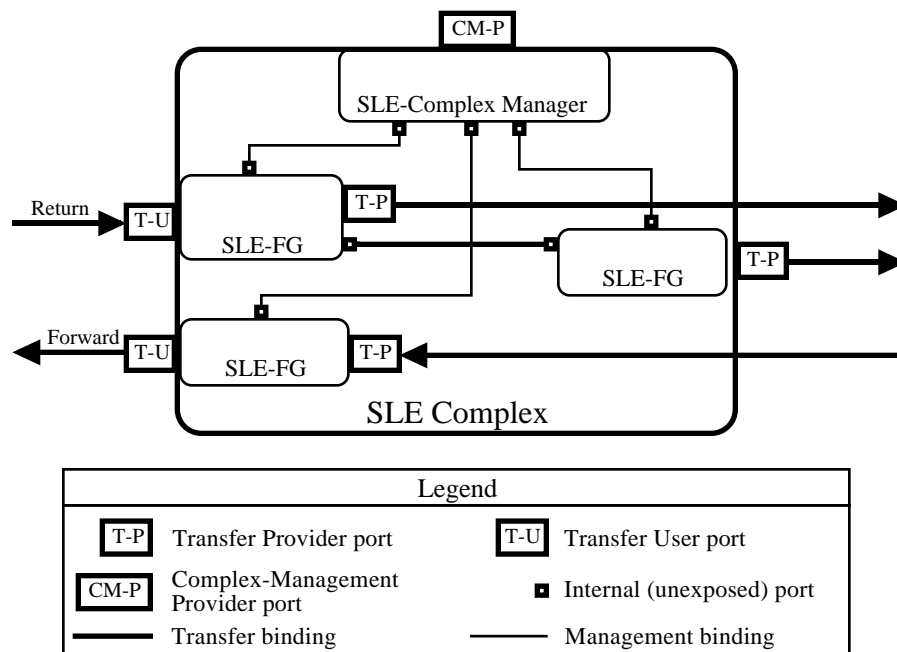 CM-P
SLE-Complex Manager
Return
T-U
T-P
SLE-FG
SLE-FG
T-P
Forward
T-U
SLE-FG
T-P
SLE Complex
Legend
T-P Transfer Provider port
T-U Transfer User port
CM-P Complex-Management
Provider port
Internal (unexposed) port
Transfer binding
Management binding